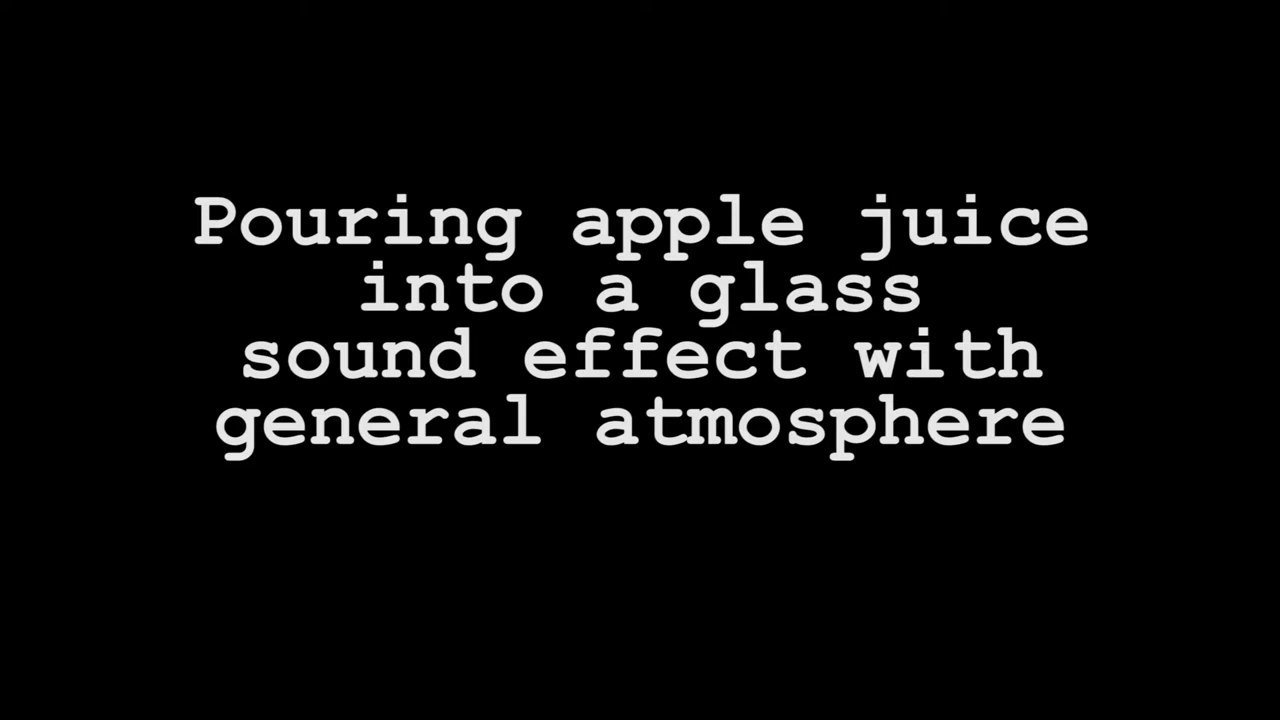 Pouring apple juice
into a glass
sound effect with
general atmosphere